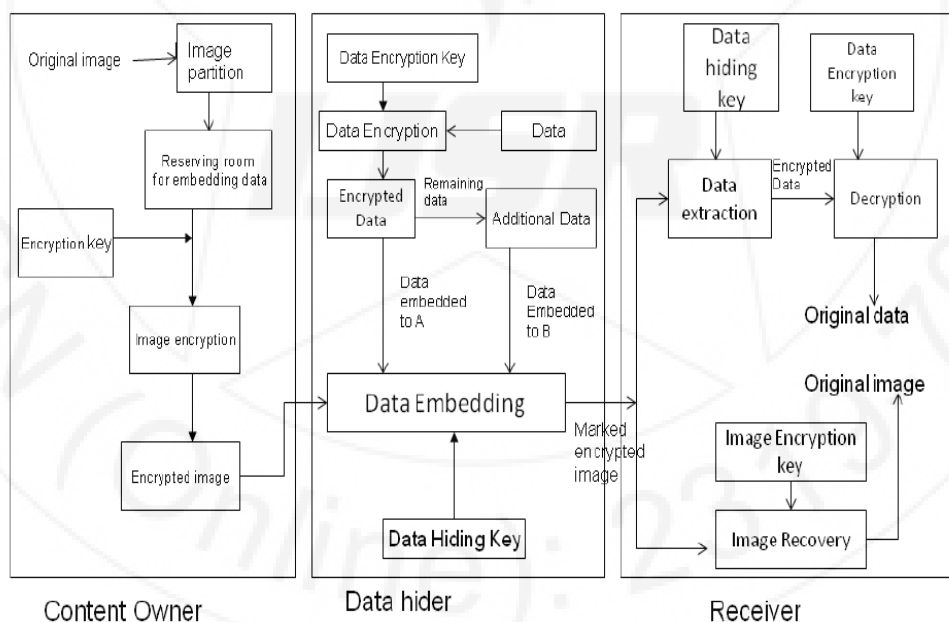 Original image
Image
partition
Reserving room
for embedding data
Encryption key
Image encryption
Encrypted image
Content Owner
Data Encryption Key
Data Encryption
Data
Encrypted
Data
Remaining
data
Additional Data
Data
embedded
to A
Data
Embedded
to B
Data Embedding
Data Hiding Key
Marked
encrypted
image
Data hider
Data
hiding
key
Data
Encryption
key
Data
extraction
Encrypted
Data
Decryption
Original data
Original image
Image Encryption
key
Image Recovery
Receiver
IJSR
N (Online): 2319